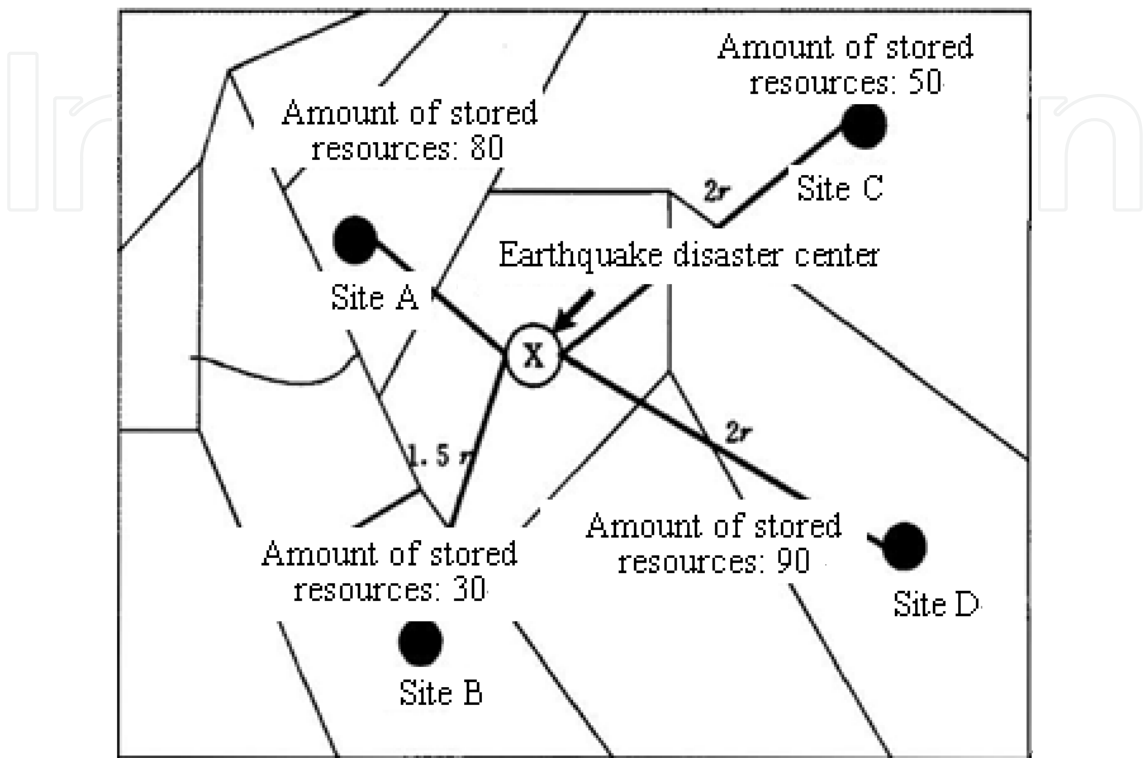 Amount of stored
resources: 50
Amount of stored
resources: 80
Site C
2r
Earthquake disaster center
Site A
X
2r
1.5 r
Amount of stored
resources: 90
Amount of stored
resources: 30
Site D
Site B